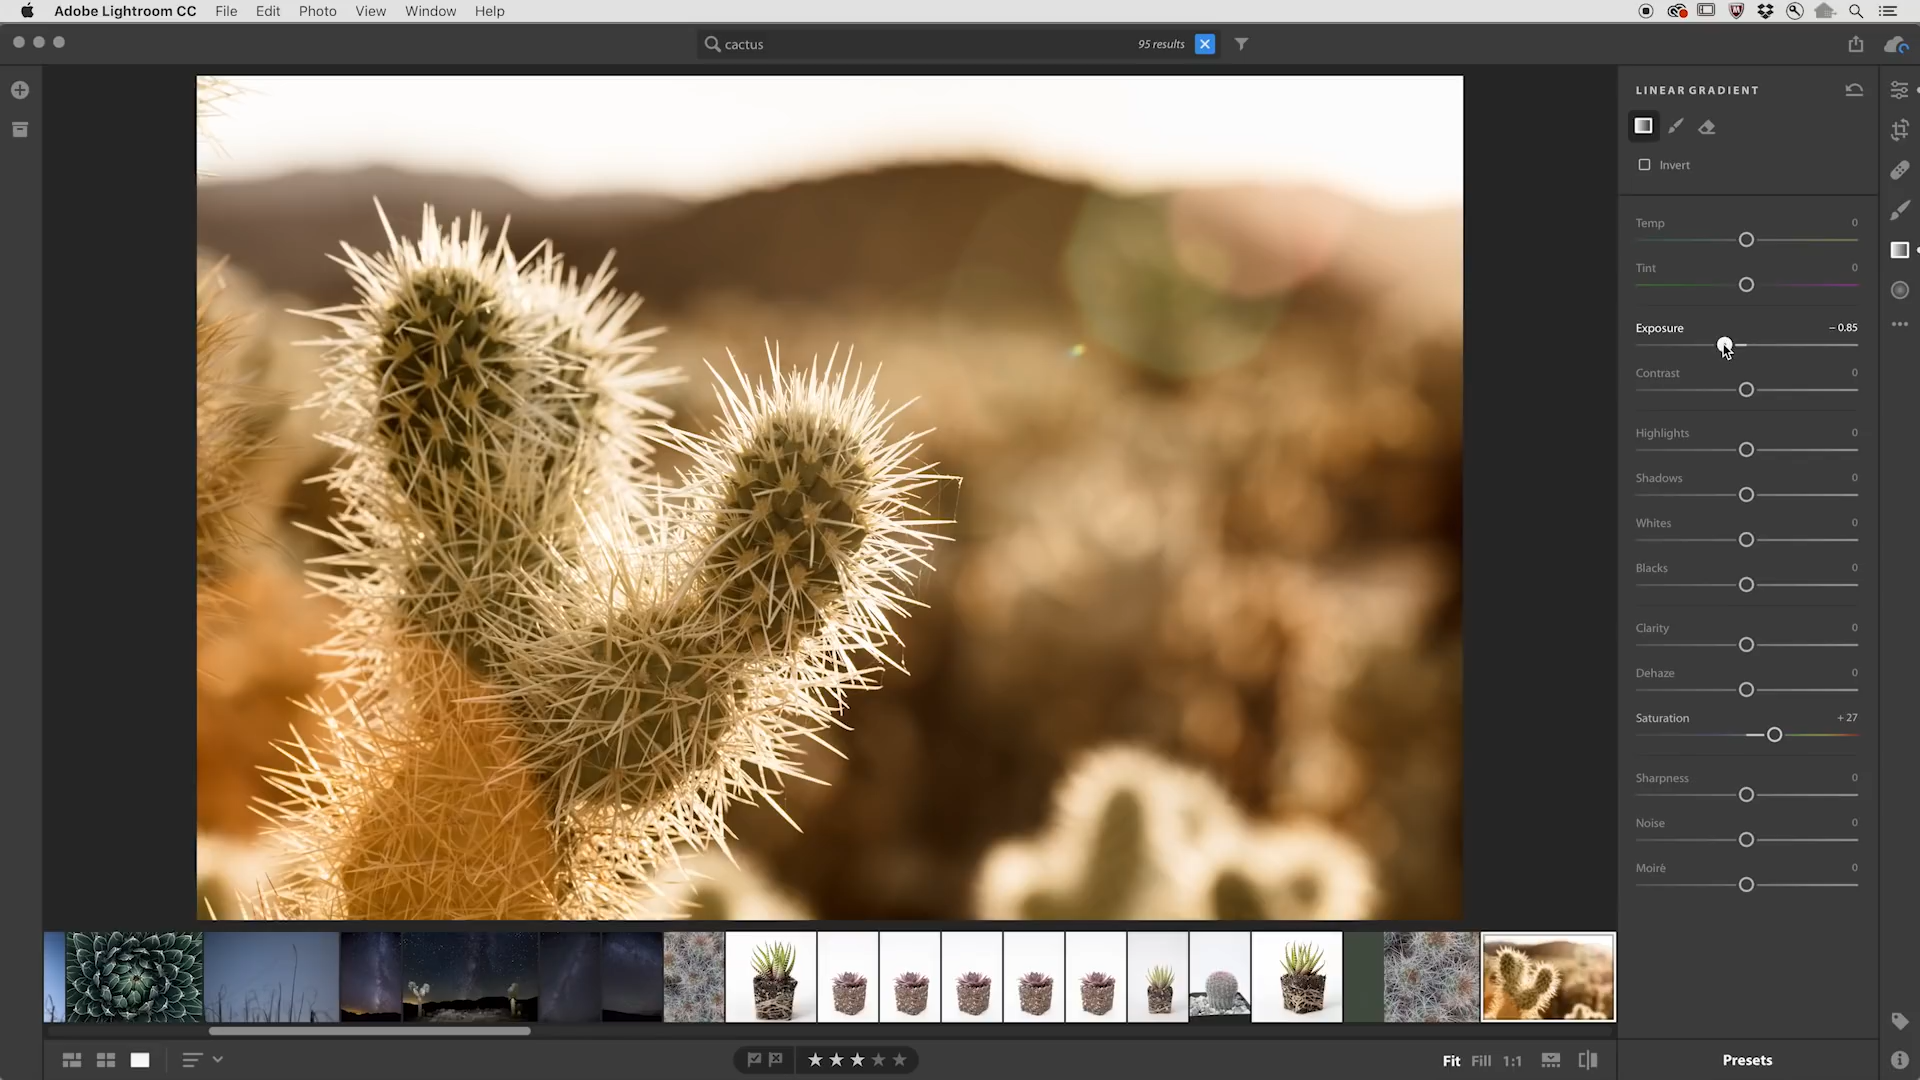 Adobe Lightroom CC File Edit Photo View Window Help
cactus 95 results
LINEAR GRADIENT
Invert
Temp 0
Tint 0
Exposure – 0.85
Contrast 0
Highlights 0
Shadows 0
Whites 0
Blacks 0
Clarity 0
Dehaze 0
Saturation + 27
Sharpness 0
Noise 0
Moiré 0
Fit Fill 1:1 Presets